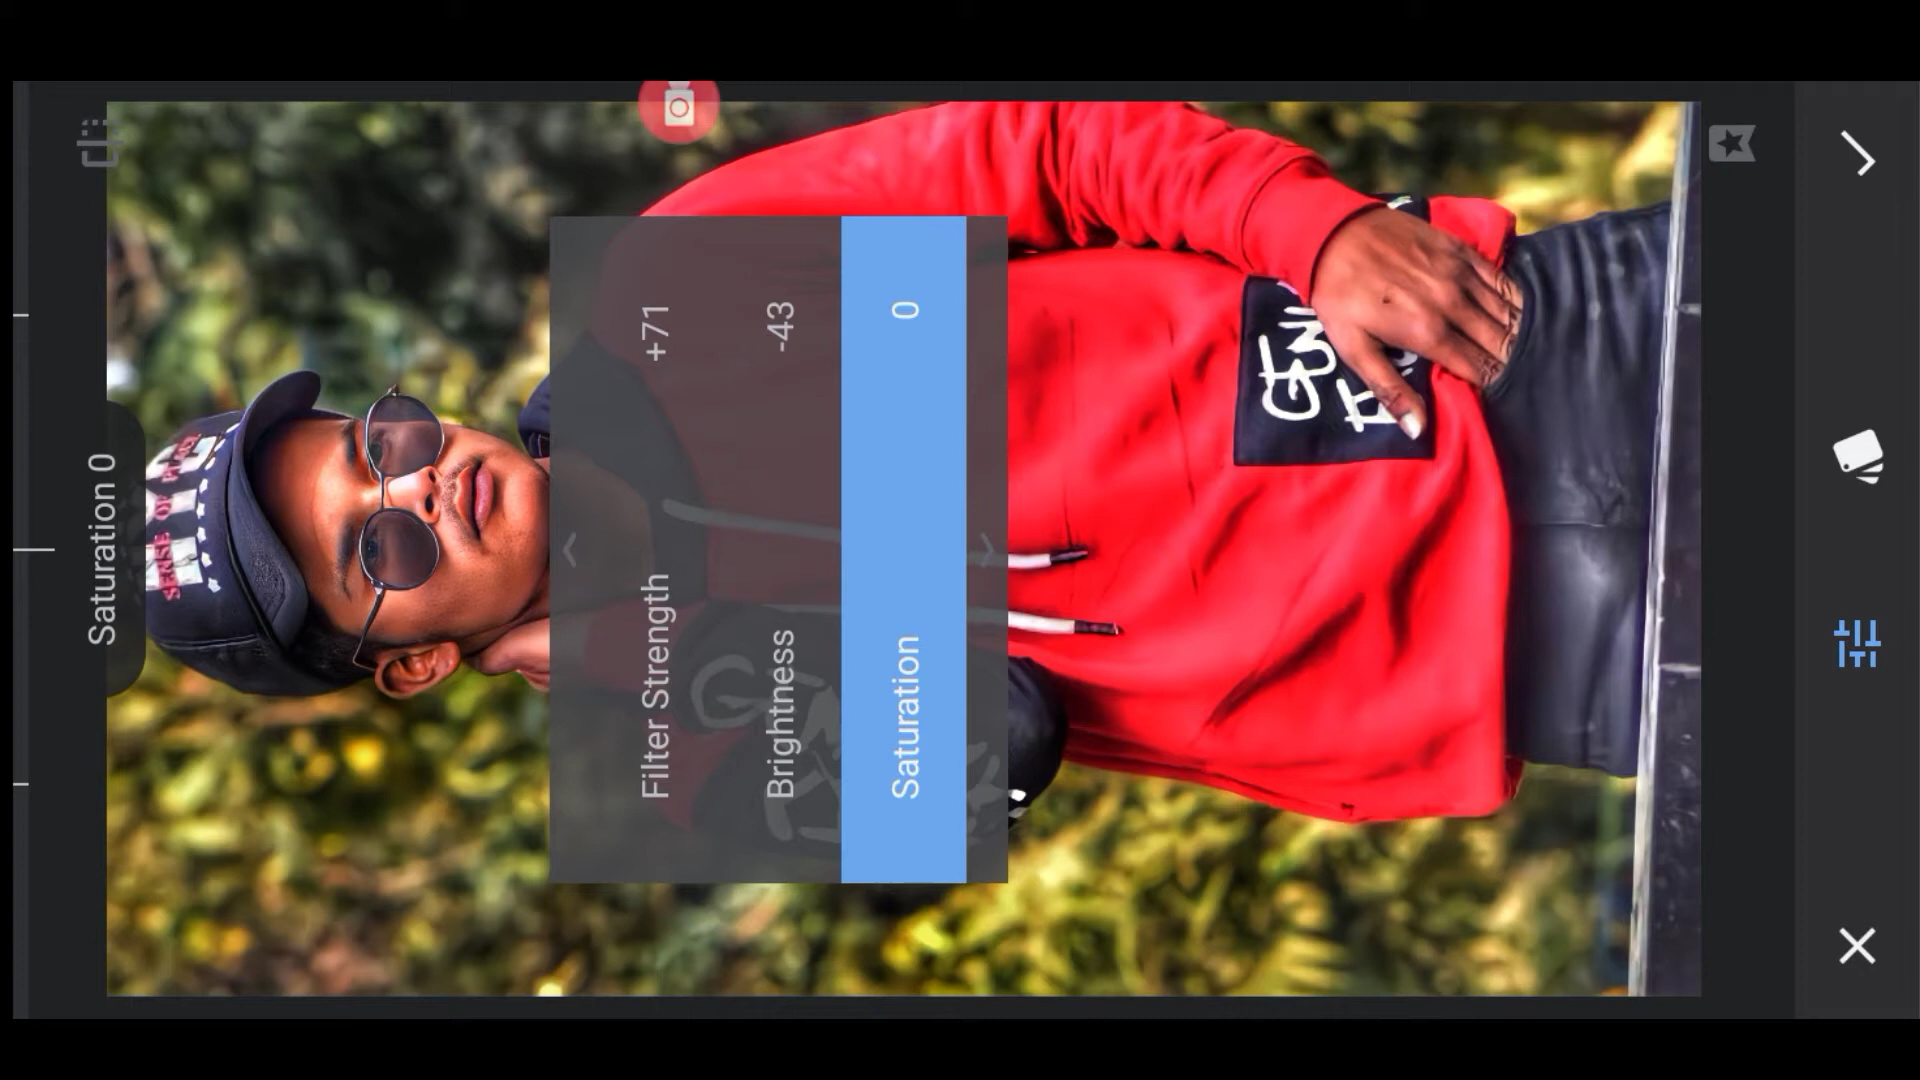 Saturation 0
Filter Strength +71
Brightness -43
Saturation 0
SENSE OF PLACE